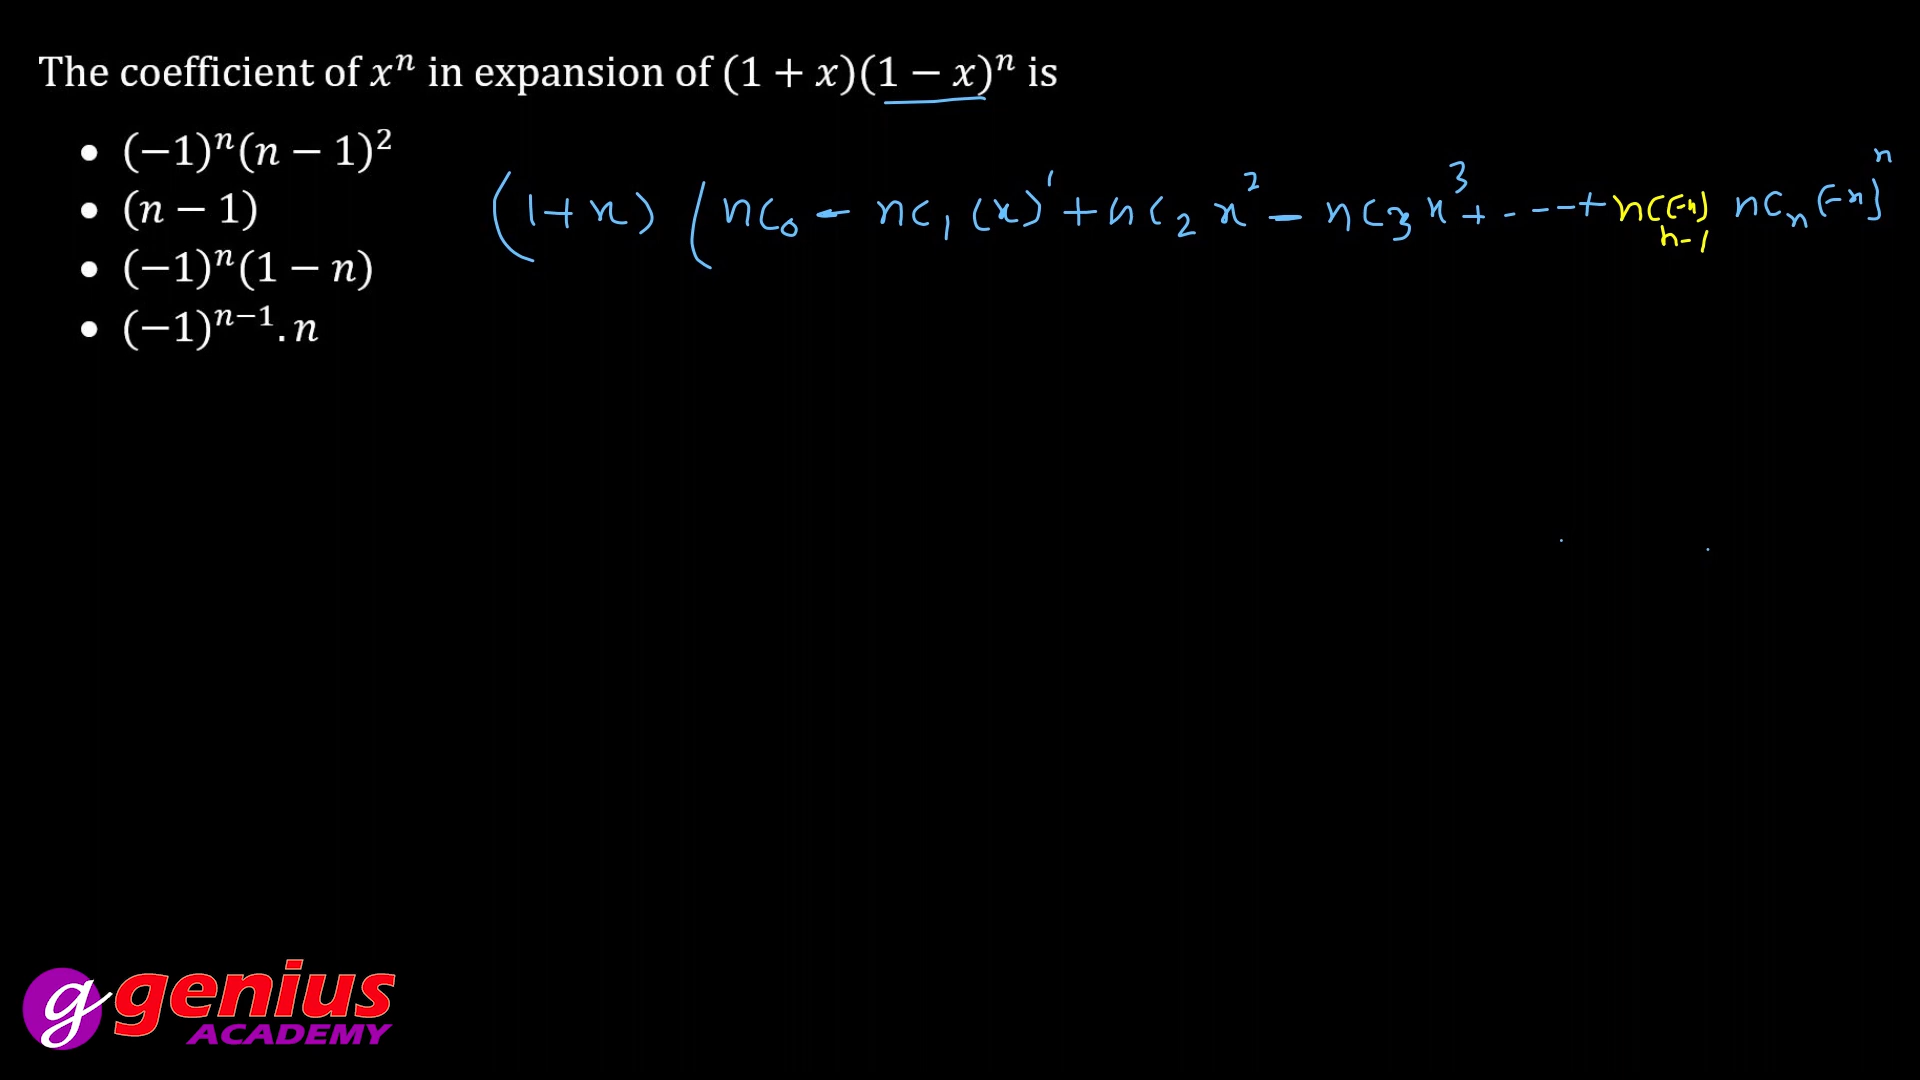 The coefficient of xⁿ in expansion of (1 + x)(1 − x)ⁿ is
• (−1)ⁿ(n − 1)²
• (n − 1)
• (−1)ⁿ(1 − n)
• (−1)ⁿ⁻¹. n
(1+x) (nC₀ - nC₁ (x)¹ + nC₂ x² - nC₃ x³ + - --+ nCₙ₋₁(-x) nCₙ (-x)ⁿ
g genius
ACADEMY